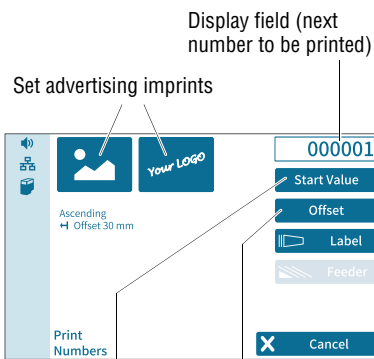 Display field (next
number to be printed)
Set advertising imprints
Your LOGO
000001
Start Value
Ascending
Offset 30 mm
Offset
Label
Feeder
Print
Numbers
Cancel